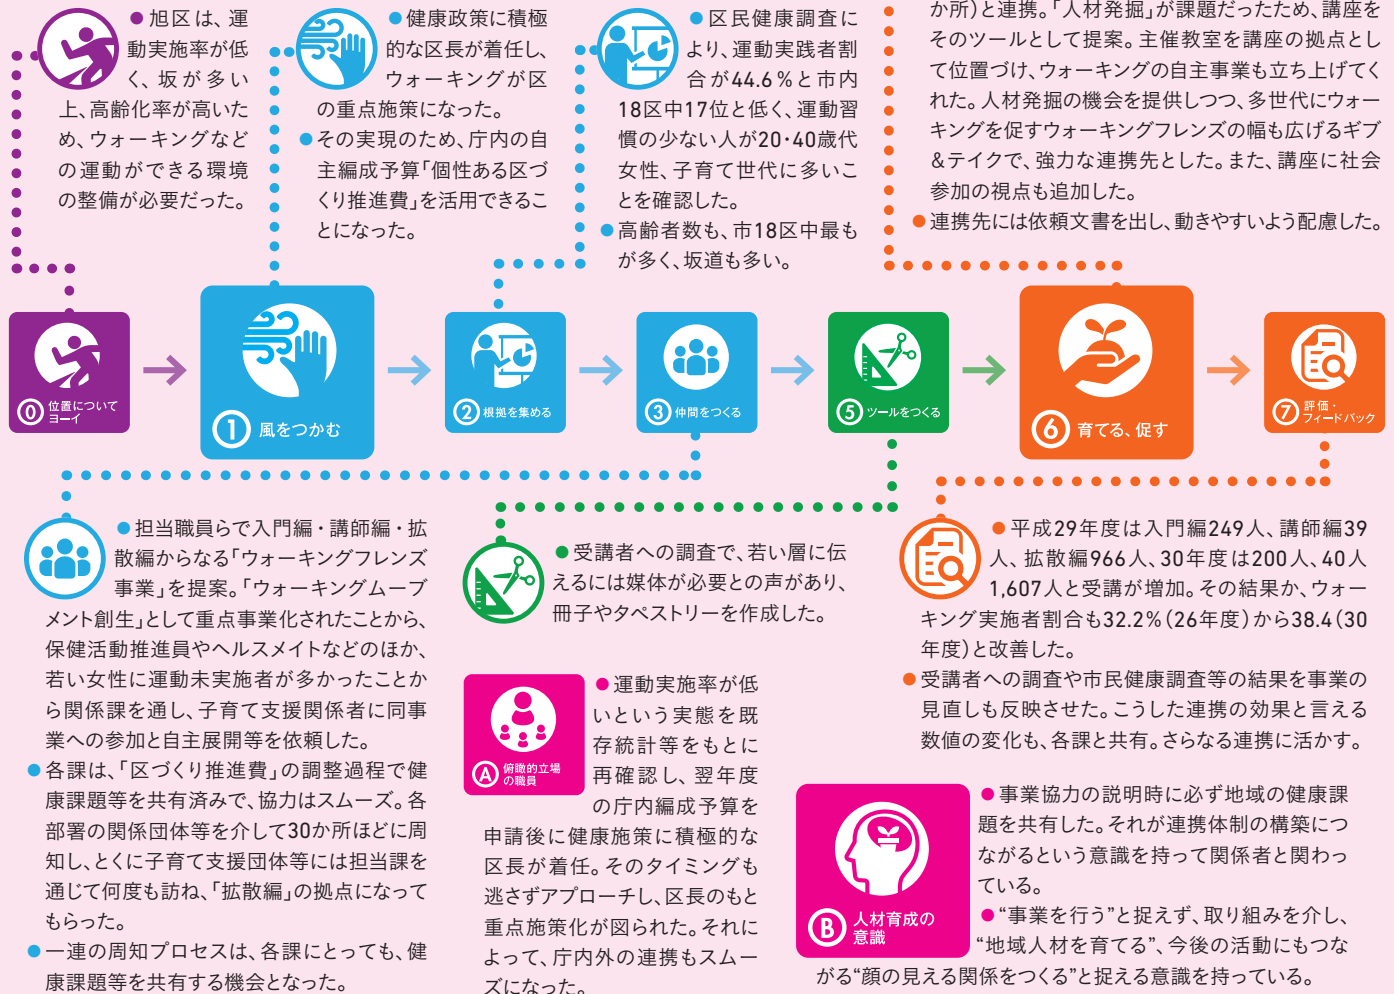 ●旭区は、運
動実施率が低
く、坂が多い
上、高齢化率が高いた
め、ウォーキングなど
の運動ができる環境
の整備が必要だった。
●健康政策に積極
的な区長が着任し、
ウォーキングが区
の重点施策になった。
●その実現のため、庁内の自
主編成予算「個性ある区づ
くり推進費」を活用できるこ
とになった。
●区民健康調査に
より、運動実践者割
合が44.6％と市内
18区中17位と低く、運動習
慣の少ない人が20・40歳代
女性、子育て世代に多いこ
とを確認した。
●高齢者数も、市18区中最も
が多く、坂道も多い。
か所)と連携。「人材発掘」が課題だったため、講座を
そのツールとして提案。主催教室を講座の拠点とし
て位置づけ、ウォーキングの自主事業も立ち上げてく
れた。人材発掘の機会を提供しつつ、多世代にウォー
キングを促すウォーキングフレンズの幅も広げるギブ
&テイクで、強力な連携先とした。また、講座に社会
参加の視点も追加した。
●連携先には依頼文書を出し、動きやすいよう配慮した。
0 位置について
ヨーイ
1 風をつかむ
2 根拠を集める
3 仲間をつくる
5 ツールをつくる
6 育てる、促す
7 評価・
フィードバック
●担当職員らで入門編・講師編・拡
散編からなる「ウォーキングフレンズ
事業」を提案。「ウォーキングムーブ
メント創生」として重点事業化されたことから、
保健活動推進員やヘルスメイトなどのほか、
若い女性に運動未実施者が多かったことか
ら関係課を通し、子育て支援関係者に同事
業への参加と自主展開等を依頼した。
●各課は、「区づくり推進費」の調整過程で健
康課題等を共有済みで、協力はスムーズ。各
部署の関係団体等を介して30か所ほどに周
知し、とくに子育て支援団体等には担当課を
通じて何度も訪ね、「拡散編」の拠点になって
もらった。
●一連の周知プロセスは、各課にとっても、健
康課題等を共有する機会となった。
●受講者への調査で、若い層に伝
えるには媒体が必要との声があり、
冊子やタペストリーを作成した。
A 俯瞰的立場
の職員
●運動実施率が低
いという実態を既
存統計等をもとに
再確認し、翌年度
の庁内編成予算を
申請後に健康施策に積極的な
区長が着任。そのタイミングも
逃さずアプローチし、区長のもと
重点施策化が図られた。それに
よって、庁内外の連携もスムー
ズになった。
●平成29年度は入門編249人、講師編39
人、拡散編966人、30年度は200人、40人
1,607人と受講が増加。その結果か、ウォー
キング実施者割合も32.2％(26年度)から38.4(30
年度)と改善した。
●受講者への調査や市民健康調査等の結果を事業の
見直しも反映させた。こうした連携の効果と言える
数値の変化も、各課と共有。さらなる連携に活かす。
B 人材育成の
意識
●事業協力の説明時に必ず地域の健康課
題を共有した。それが連携体制の構築につ
ながるという意識を持って関係者と関わっ
ている。
●“事業を行う”と捉えず、取り組みを介し、
“地域人材を育てる”、今後の活動にもつな
がる“顔の見える関係をつくる”と捉える意識を持っている。